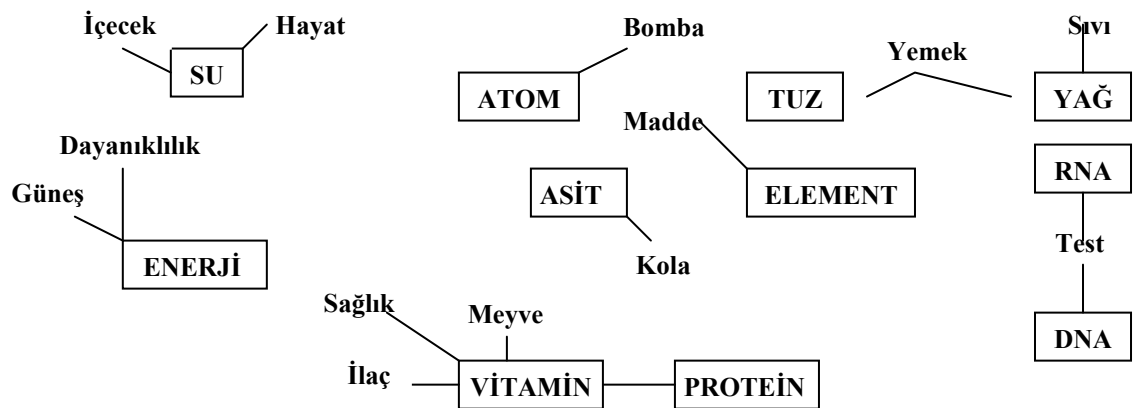 İçecek
Hayat
SU
Bomba
ATOM
Yemek
TUZ
Sıvı
YAĞ
Madde
Dayanıklılık
RNA
Güneş
ASİT
ELEMENT
Test
ENERJİ
Kola
Sağlık
Meyve
DNA
İlaç
VİTAMİN
PROTEİN